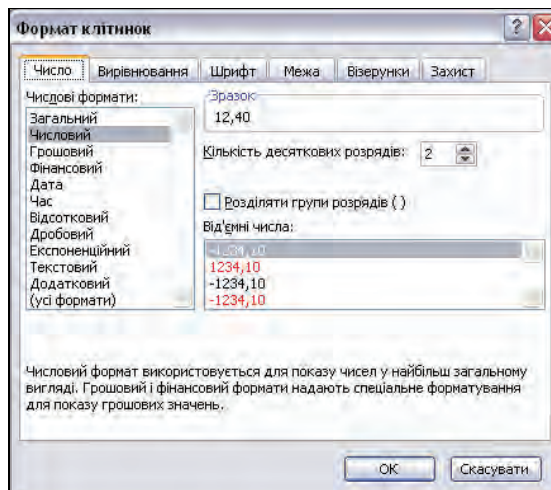 Формат клітинок
Число Вирівнювання Шрифт Межа Візерунки Захист
Числові формати:
Загальний
Числовий
Грошовий
Фінансовий
Дата
Час
Відсотковий
Дробовий
Експоненційний
Текстовий
Додатковий
(усі формати)
Зразок
12,40
Кількість десяткових розрядів: 2
Розділяти групи розрядів ( )
Від'ємні числа:
-1234,10
1234,10
-1234,10
-1234,10
Числовий формат використовується для показу чисел у найбільш загальному
вигляді. Грошовий і фінансовий формати надають спеціальне форматування
для показу грошових значень.
ОК Скасувати